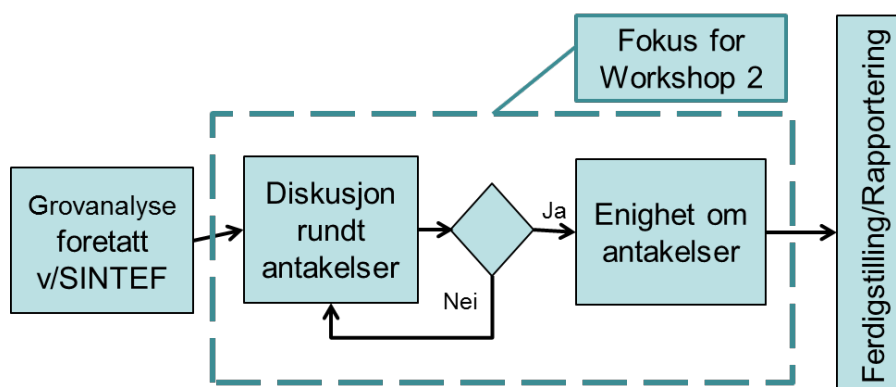 Fokus for
Workshop 2
Grovanalyse
foretatt
v/SINTEF
Diskusjon
rundt
antakelser
Ja
Nei
Enighet om
antakelser
Ferdigstilling/Rapportering